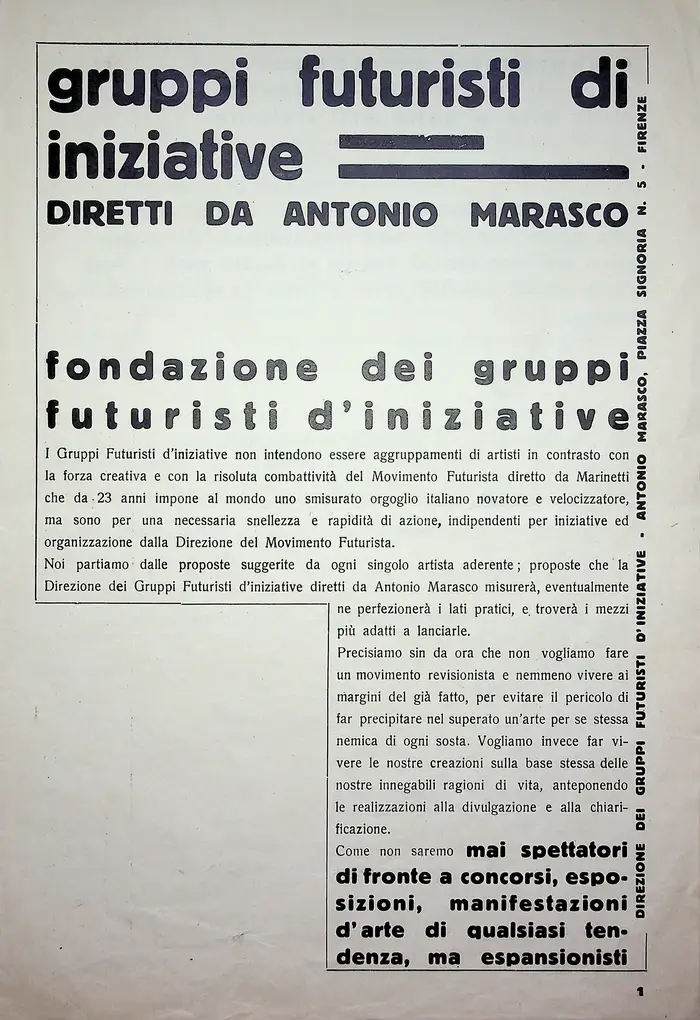 gruppi futuristi di
iniziative
DIRETTI DA ANTONIO MARASCO
fondazione dei gruppi
futuristi d'iniziative
I Gruppi Futuristi d'iniziative non intendono essere aggruppamenti di artisti in contrasto con
la forza creativa e con la risoluta combattività del Movimento Futurista diretto da Marinetti
che da 23 anni impone al mondo uno smisurato orgoglio italiano novatore e velocizzatore,
ma sono per una necessaria snellezza e rapidità di azione, indipendenti per iniziative ed
organizzazione dalla Direzione del Movimento Futurista.
Noi partiamo dalle proposte suggerite da ogni singolo artista aderente; proposte che la
Direzione dei Gruppi Futuristi d'iniziative diretti da Antonio Marasco misurerà, eventualmente
ne perfezionerà i lati pratici, e troverà i mezzi
più adatti a lanciarle.
Precisiamo sin da ora che non vogliamo fare
un movimento revisionista e nemmeno vivere ai
margini del già fatto, per evitare il pericolo di
far precipitare nel superato un'arte per se stessa
nemica di ogni sosta. Vogliamo invece far vi-
vere le nostre creazioni sulla base stessa delle
nostre innegabili ragioni di vita, anteponendo
le realizzazioni alla divulgazione e alla chiari-
ficazione.
Come non saremo mai spettatori
di fronte a concorsi, espo-
sizioni, manifestazioni
d'arte di qualsiasi ten-
denza, ma espansionisti
DIREZIONE DEI GRUPPI FUTURISTI D'INIZIATIVE - ANTONIO MARASCO, PIAZZA SIGNORIA N. 5 - FIRENZE
1